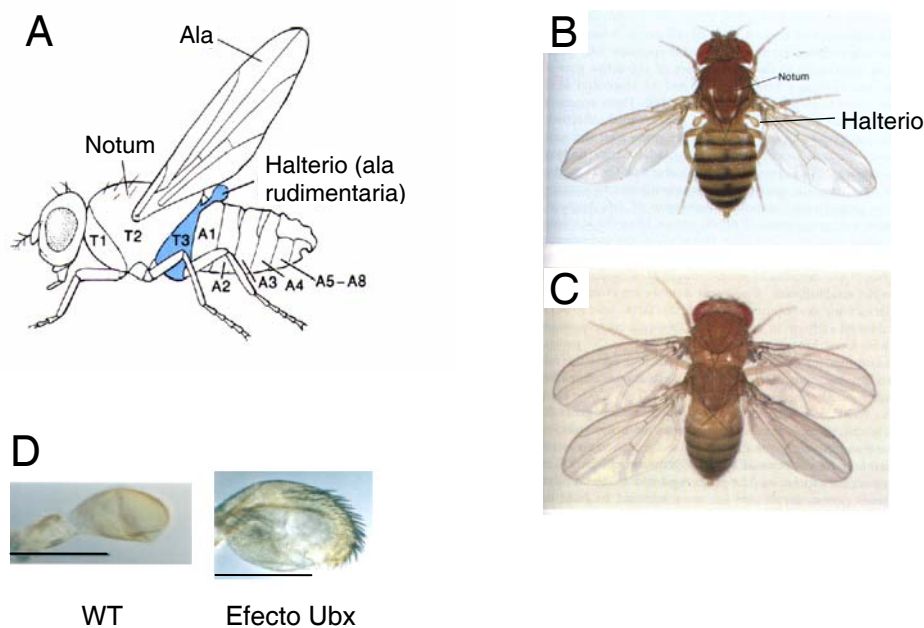 A
Ala
Notum
Halterio (ala
rudimentaria)
T1
T2
T3
A1
A2
A3
A4
A5-A8
B
Notum
Halterio
C
D
WT
Efecto Ubx